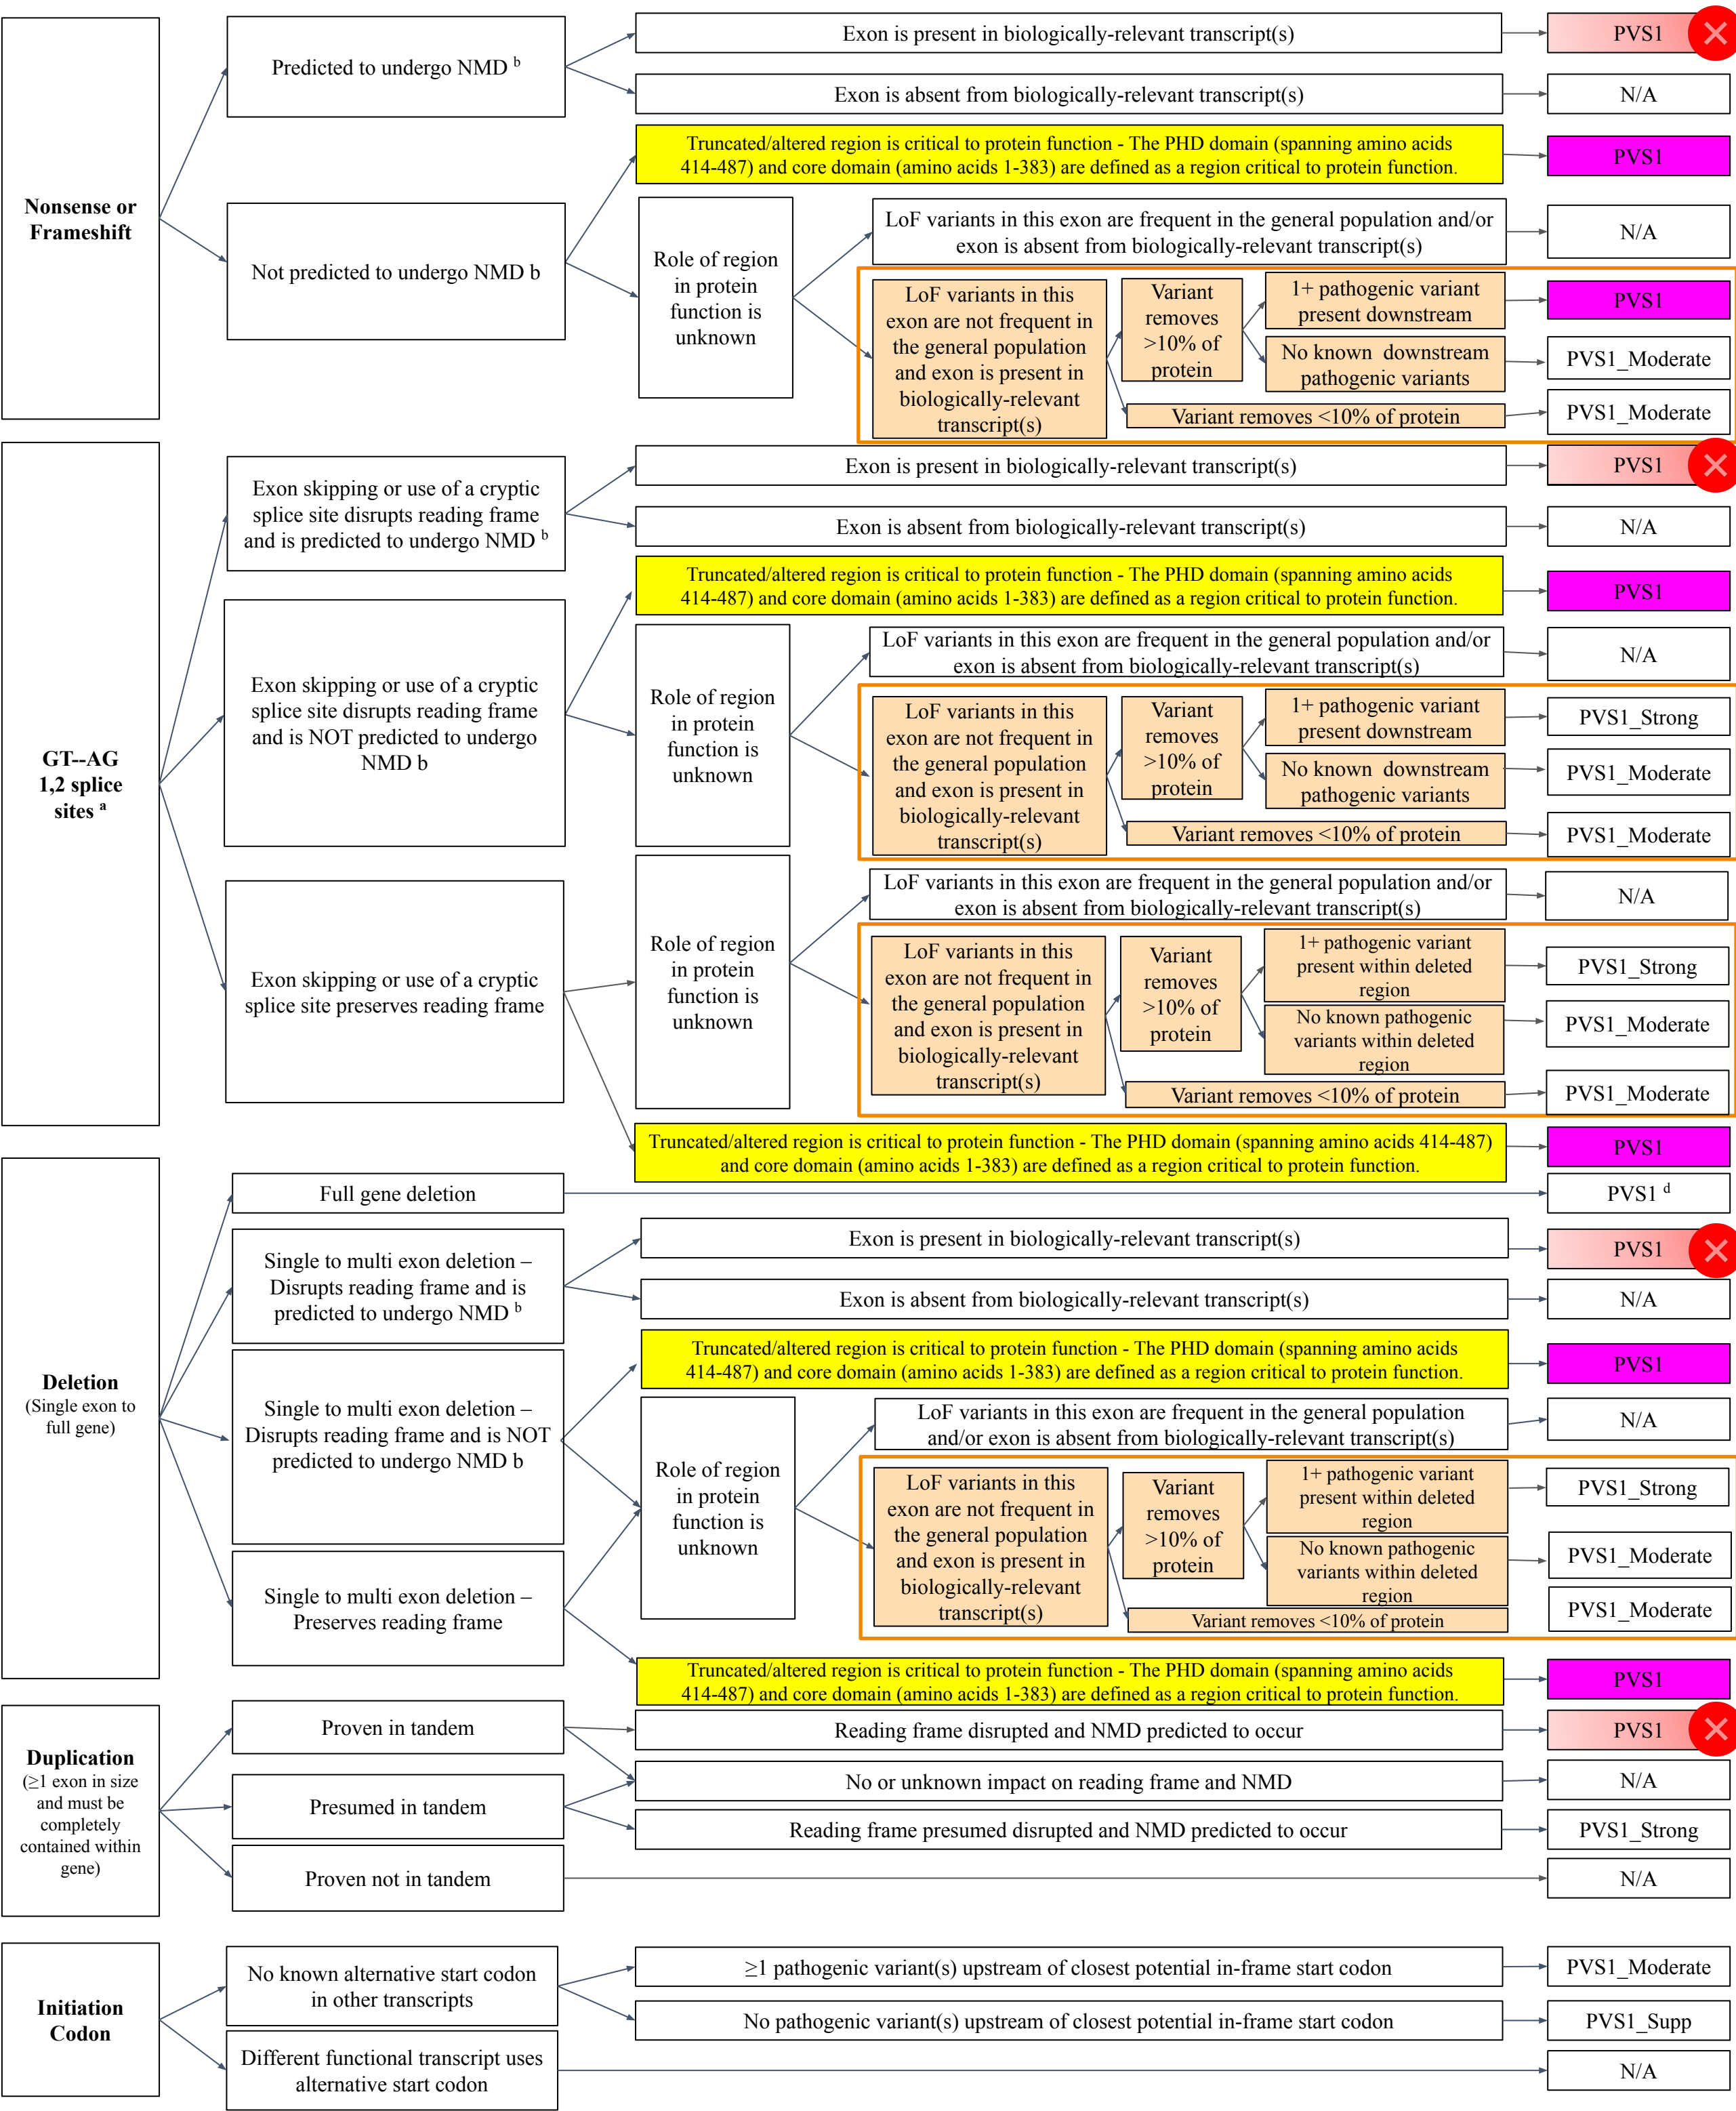 Nonsense or
Frameshift
Predicted to undergo NMD b
Exon is present in biologically-relevant transcript(s)
PVS1
Exon is absent from biologically-relevant transcript(s)
N/A
Not predicted to undergo NMD b
Truncated/altered region is critical to protein function - The PHD domain (spanning amino acids
414-487) and core domain (amino acids 1-383) are defined as a region critical to protein function.
PVS1
Role of region
in protein
function is
unknown
LoF variants in this exon are frequent in the general population and/or
exon is absent from biologically-relevant transcript(s)
N/A
LoF variants in this
exon are not frequent in
the general population
and exon is present in
biologically-relevant
transcript(s)
Variant
removes
>10% of
protein
1+ pathogenic variant
present downstream
PVS1
No known  downstream
pathogenic variants
PVS1_Moderate
Variant removes <10% of protein
PVS1_Moderate
GT--AG
1,2 splice
sites a
Exon skipping or use of a cryptic
splice site disrupts reading frame
and is predicted to undergo NMD b
Exon is present in biologically-relevant transcript(s)
PVS1
Exon is absent from biologically-relevant transcript(s)
N/A
Exon skipping or use of a cryptic
splice site disrupts reading frame
and is NOT predicted to undergo
NMD b
Truncated/altered region is critical to protein function - The PHD domain (spanning amino acids
414-487) and core domain (amino acids 1-383) are defined as a region critical to protein function.
PVS1
Role of region
in protein
function is
unknown
LoF variants in this exon are frequent in the general population and/or
exon is absent from biologically-relevant transcript(s)
N/A
LoF variants in this
exon are not frequent in
the general population
and exon is present in
biologically-relevant
transcript(s)
Variant
removes
>10% of
protein
1+ pathogenic variant
present downstream
PVS1_Strong
No known  downstream
pathogenic variants
PVS1_Moderate
Variant removes <10% of protein
PVS1_Moderate
Exon skipping or use of a cryptic
splice site preserves reading frame
Role of region
in protein
function is
unknown
LoF variants in this exon are frequent in the general population and/or
exon is absent from biologically-relevant transcript(s)
N/A
LoF variants in this
exon are not frequent in
the general population
and exon is present in
biologically-relevant
transcript(s)
Variant
removes
>10% of
protein
1+ pathogenic variant
present within deleted
region
PVS1_Strong
No known pathogenic
variants within deleted
region
PVS1_Moderate
Variant removes <10% of protein
PVS1_Moderate
Truncated/altered region is critical to protein function - The PHD domain (spanning amino acids 414-487)
and core domain (amino acids 1-383) are defined as a region critical to protein function.
PVS1
Deletion
(Single exon to
full gene)
Full gene deletion
PVS1 d
Single to multi exon deletion –
Disrupts reading frame and is
predicted to undergo NMD b
Exon is present in biologically-relevant transcript(s)
PVS1
Exon is absent from biologically-relevant transcript(s)
N/A
Single to multi exon deletion –
Disrupts reading frame and is NOT
predicted to undergo NMD b
Truncated/altered region is critical to protein function - The PHD domain (spanning amino acids
414-487) and core domain (amino acids 1-383) are defined as a region critical to protein function.
PVS1
Role of region
in protein
function is
unknown
LoF variants in this exon are frequent in the general population
and/or exon is absent from biologically-relevant transcript(s)
N/A
LoF variants in this
exon are not frequent in
the general population
and exon is present in
biologically-relevant
transcript(s)
Variant
removes
>10% of
protein
1+ pathogenic variant
present within deleted
region
PVS1_Strong
No known pathogenic
variants within deleted
region
PVS1_Moderate
Variant removes <10% of protein
PVS1_Moderate
Single to multi exon deletion –
Preserves reading frame
Truncated/altered region is critical to protein function - The PHD domain (spanning amino acids
414-487) and core domain (amino acids 1-383) are defined as a region critical to protein function.
PVS1
Duplication
(≥1 exon in size
and must be
completely
contained within
gene)
Proven in tandem
Reading frame disrupted and NMD predicted to occur
PVS1
No or unknown impact on reading frame and NMD
N/A
Presumed in tandem
Reading frame presumed disrupted and NMD predicted to occur
PVS1_Strong
Proven not in tandem
N/A
Initiation
Codon
No known alternative start codon
in other transcripts
≥1 pathogenic variant(s) upstream of closest potential in-frame start codon
PVS1_Moderate
No pathogenic variant(s) upstream of closest potential in-frame start codon
PVS1_Supp
Different functional transcript uses
alternative start codon
N/A